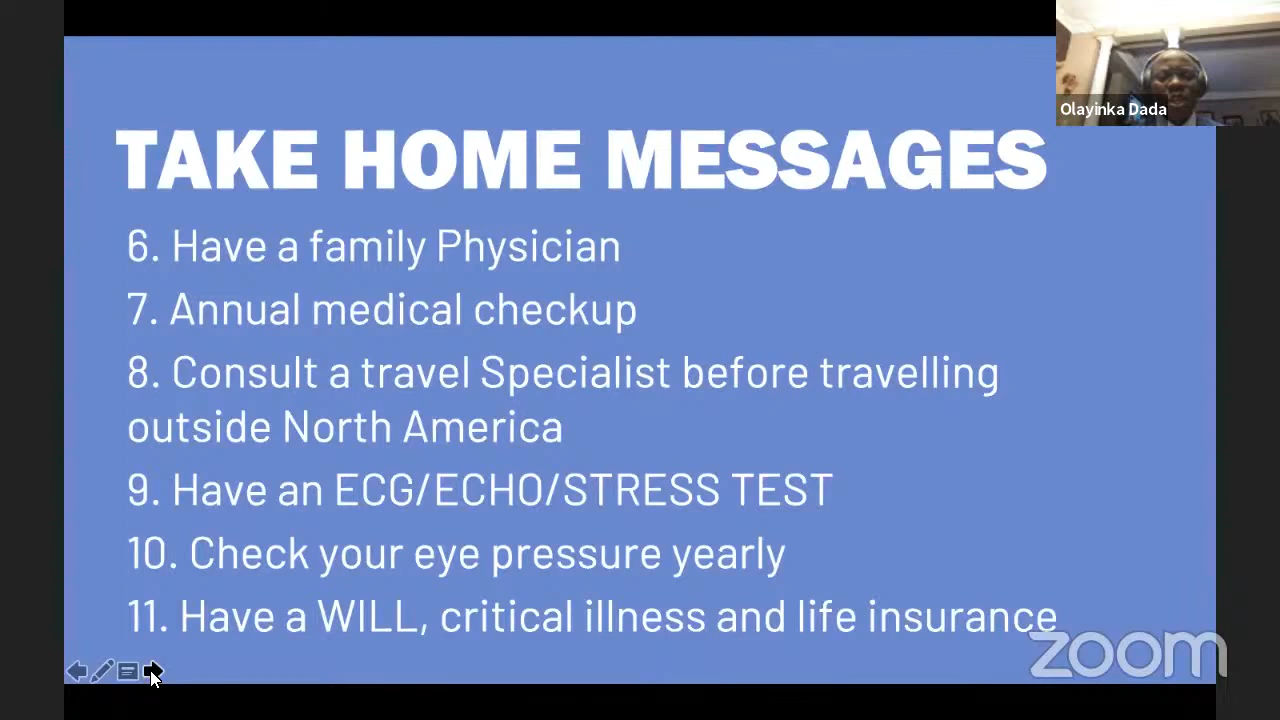 Olayinka Dada
TAKE HOME MESSAGES
6. Have a family Physician
7. Annual medical checkup
8. Consult a travel Specialist before travelling
outside North America
9. Have an ECG/ECHO/STRESS TEST
10. Check your eye pressure yearly
11. Have a WILL, critical illness and life insurance
zoom